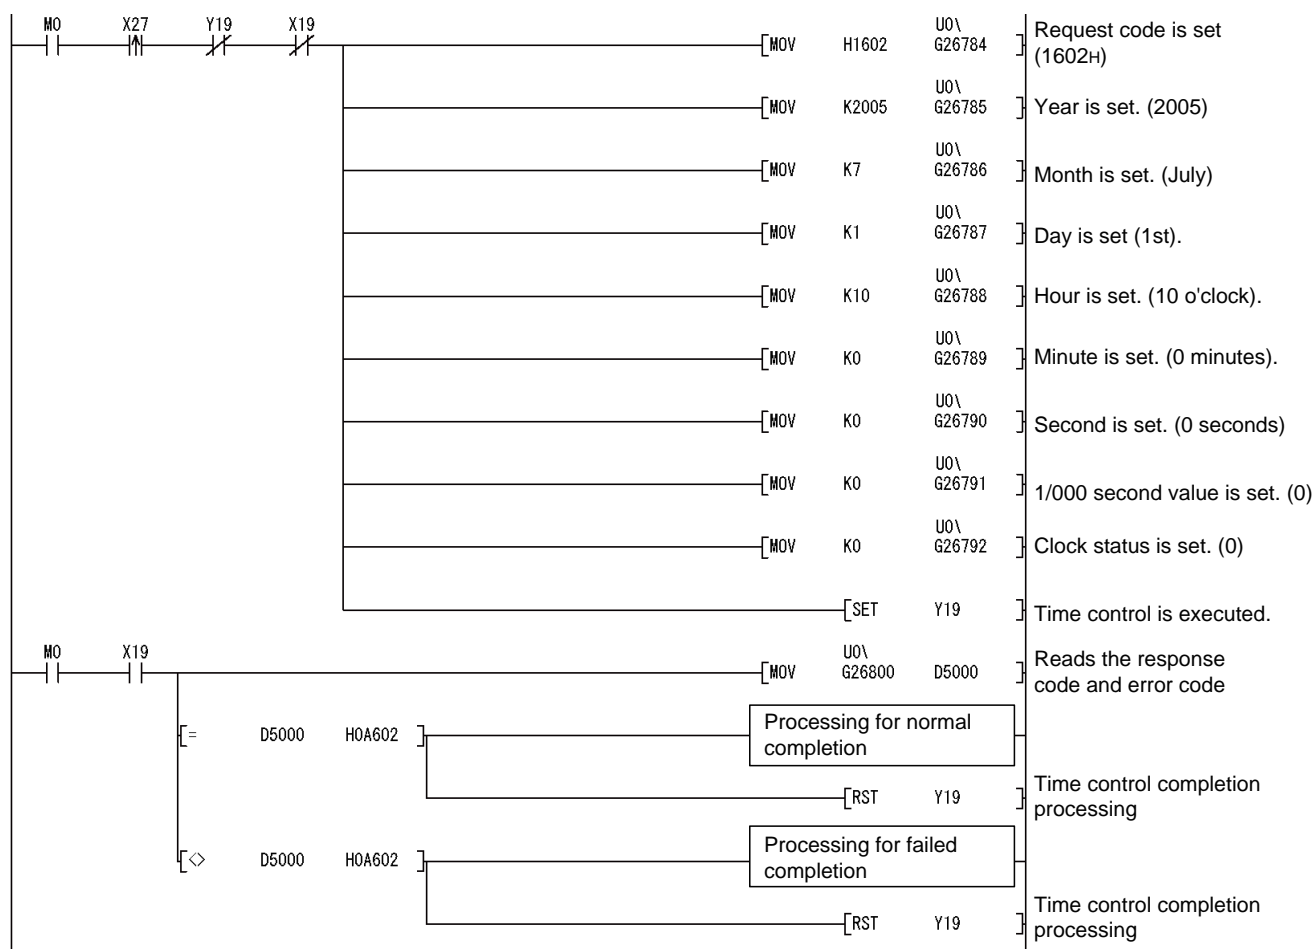 M0 X27 Y19 X19
U0\
[MOV H1602 G26784 ]
Request code is set
(1602H)
U0\
[MOV K2005 G26785 ]
Year is set. (2005)
U0\
[MOV K7 G26786 ]
Month is set. (July)
U0\
[MOV K1 G26787 ]
Day is set (1st).
U0\
[MOV K10 G26788 ]
Hour is set. (10 o'clock).
U0\
[MOV K0 G26789 ]
Minute is set. (0 minutes).
U0\
[MOV K0 G26790 ]
Second is set. (0 seconds)
U0\
[MOV K0 G26791 ]
1/000 second value is set. (0)
U0\
[MOV K0 G26792 ]
Clock status is set. (0)
[SET Y19 ]
Time control is executed.
M0 X19
U0\
[MOV G26800 D5000 ]
Reads the response
code and error code
[= D5000 H0A602 ]
Processing for normal
completion
[RST Y19 ]
Time control completion
processing
[<> D5000 H0A602 ]
Processing for failed
completion
[RST Y19 ]
Time control completion
processing